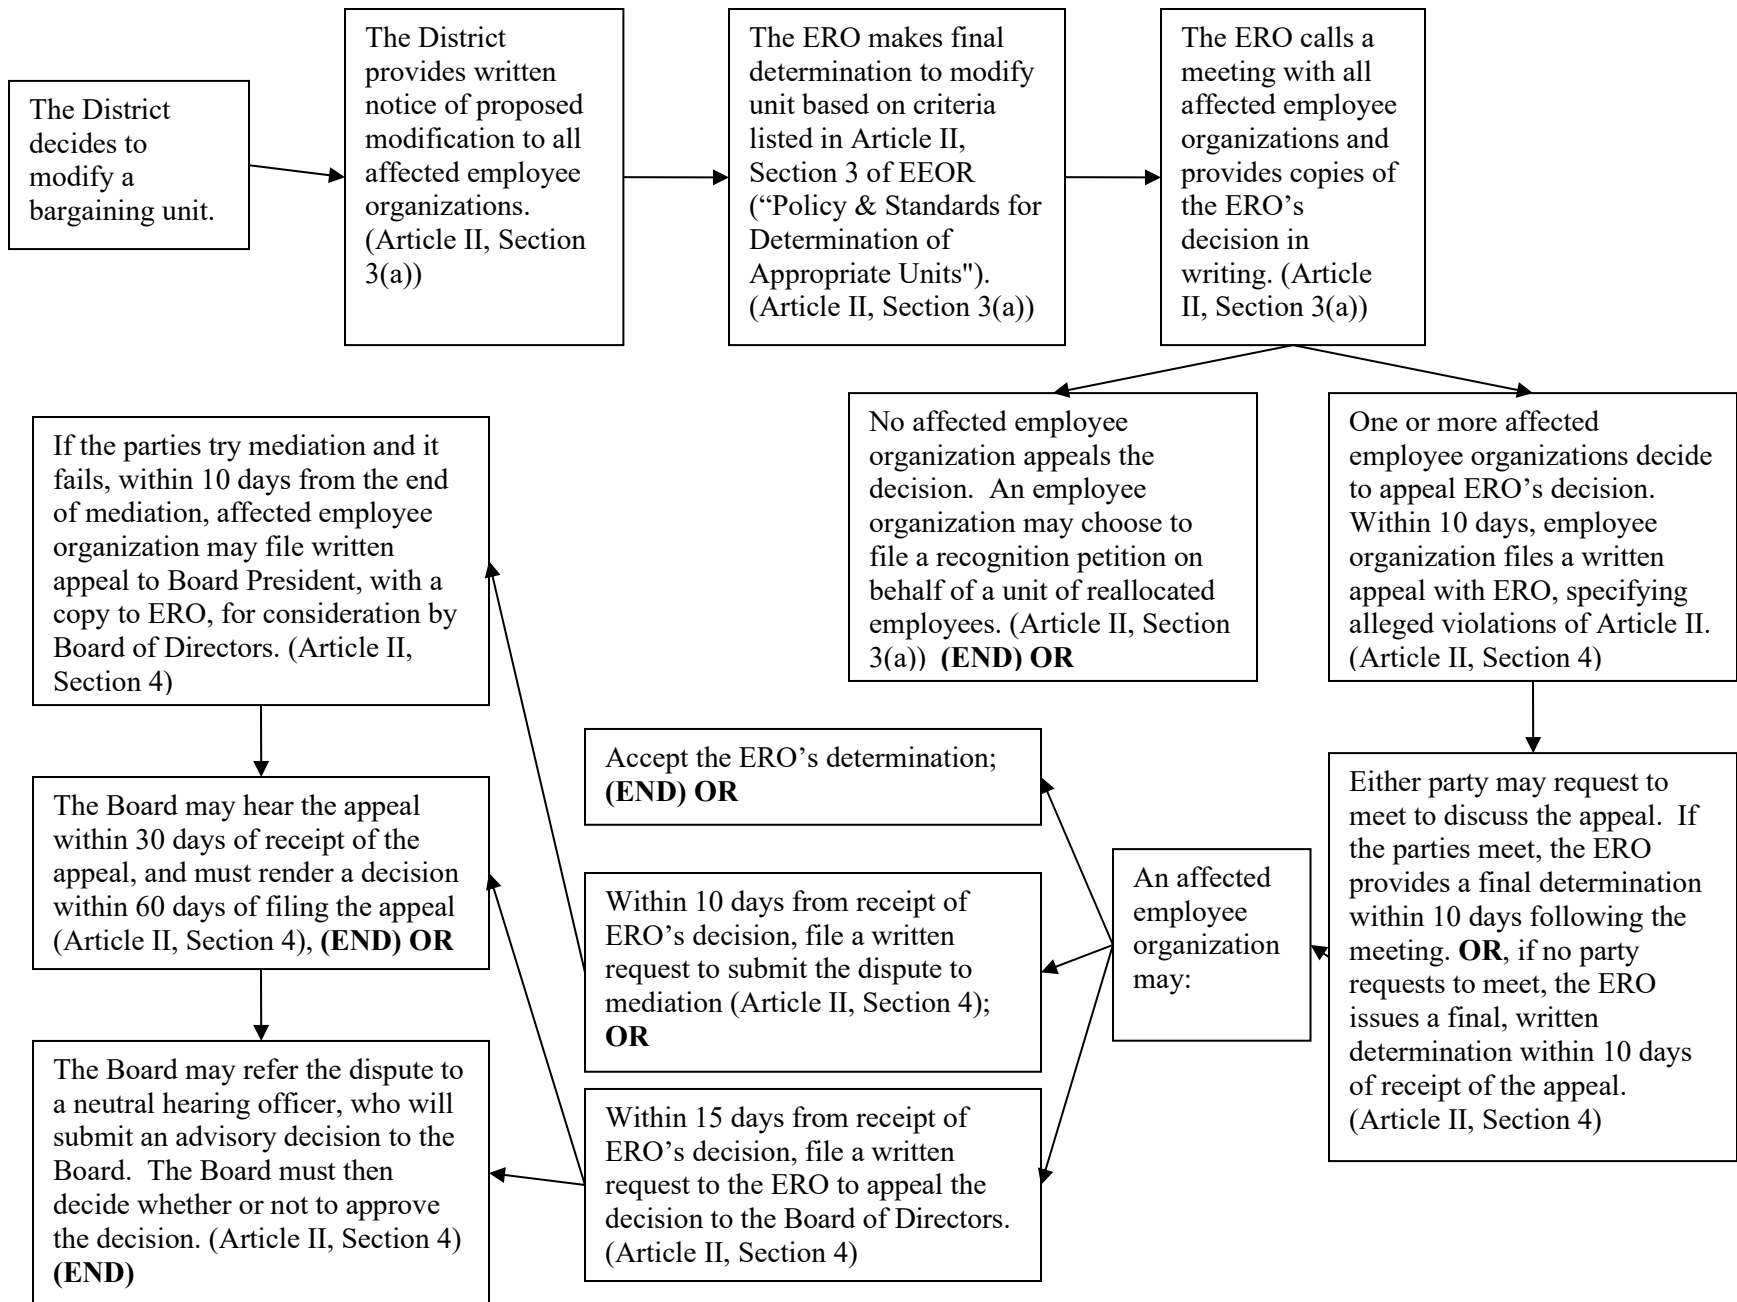 The District
decides to
modify a
bargaining unit.
The District
provides written
notice of proposed
modification to all
affected employee
organizations.
(Article II, Section
3(a))
The ERO makes final
determination to modify
unit based on criteria
listed in Article II,
Section 3 of EEOR
(“Policy & Standards for
Determination of
Appropriate Units").
(Article II, Section 3(a))
The ERO calls a
meeting with all
affected employee
organizations and
provides copies of
the ERO’s
decision in
writing. (Article
II, Section 3(a))
No affected employee
organization appeals the
decision.  An employee
organization may choose to
file a recognition petition on
behalf of a unit of reallocated
employees. (Article II, Section
3(a))  (END) OR
One or more affected
employee organizations decide
to appeal ERO’s decision.
Within 10 days, employee
organization files a written
appeal with ERO, specifying
alleged violations of Article II.
(Article II, Section 4)
Either party may request to
meet to discuss the appeal.  If
the parties meet, the ERO
provides a final determination
within 10 days following the
meeting. OR, if no party
requests to meet, the ERO
issues a final, written
determination within 10 days
of receipt of the appeal.
(Article II, Section 4)
An affected
employee
organization
may:
Accept the ERO’s determination;
(END) OR
Within 10 days from receipt of
ERO’s decision, file a written
request to submit the dispute to
mediation (Article II, Section 4);
OR
Within 15 days from receipt of
ERO’s decision, file a written
request to the ERO to appeal the
decision to the Board of Directors.
(Article II, Section 4)
If the parties try mediation and it
fails, within 10 days from the end
of mediation, affected employee
organization may file written
appeal to Board President, with a
copy to ERO, for consideration by
Board of Directors. (Article II,
Section 4)
The Board may hear the appeal
within 30 days of receipt of the
appeal, and must render a decision
within 60 days of filing the appeal
(Article II, Section 4), (END) OR
The Board may refer the dispute to
a neutral hearing officer, who will
submit an advisory decision to the
Board.  The Board must then
decide whether or not to approve
the decision. (Article II, Section 4)
(END)